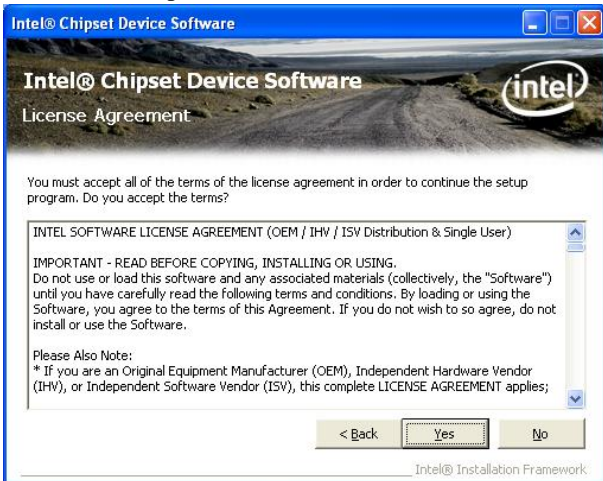 Intel® Chipset Device Software
Intel® Chipset Device Software
intel
License Agreement
You must accept all of the terms of the license agreement in order to continue the setup
program. Do you accept the terms?
INTEL SOFTWARE LICENSE AGREEMENT (OEM / IHV / ISV Distribution & Single User)
IMPORTANT - READ BEFORE COPYING, INSTALLING OR USING.
Do not use or load this software and any associated materials (collectively, the "Software")
until you have carefully read the following terms and conditions. By loading or using the
Software, you agree to the terms of this Agreement. If you do not wish to so agree, do not
install or use the Software.
Please Also Note:
* If you are an Original Equipment Manufacturer (OEM), Independent Hardware Vendor
(IHV), or Independent Software Vendor (ISV), this complete LICENSE AGREEMENT applies;
< Back Yes No
Intel® Installation Framework